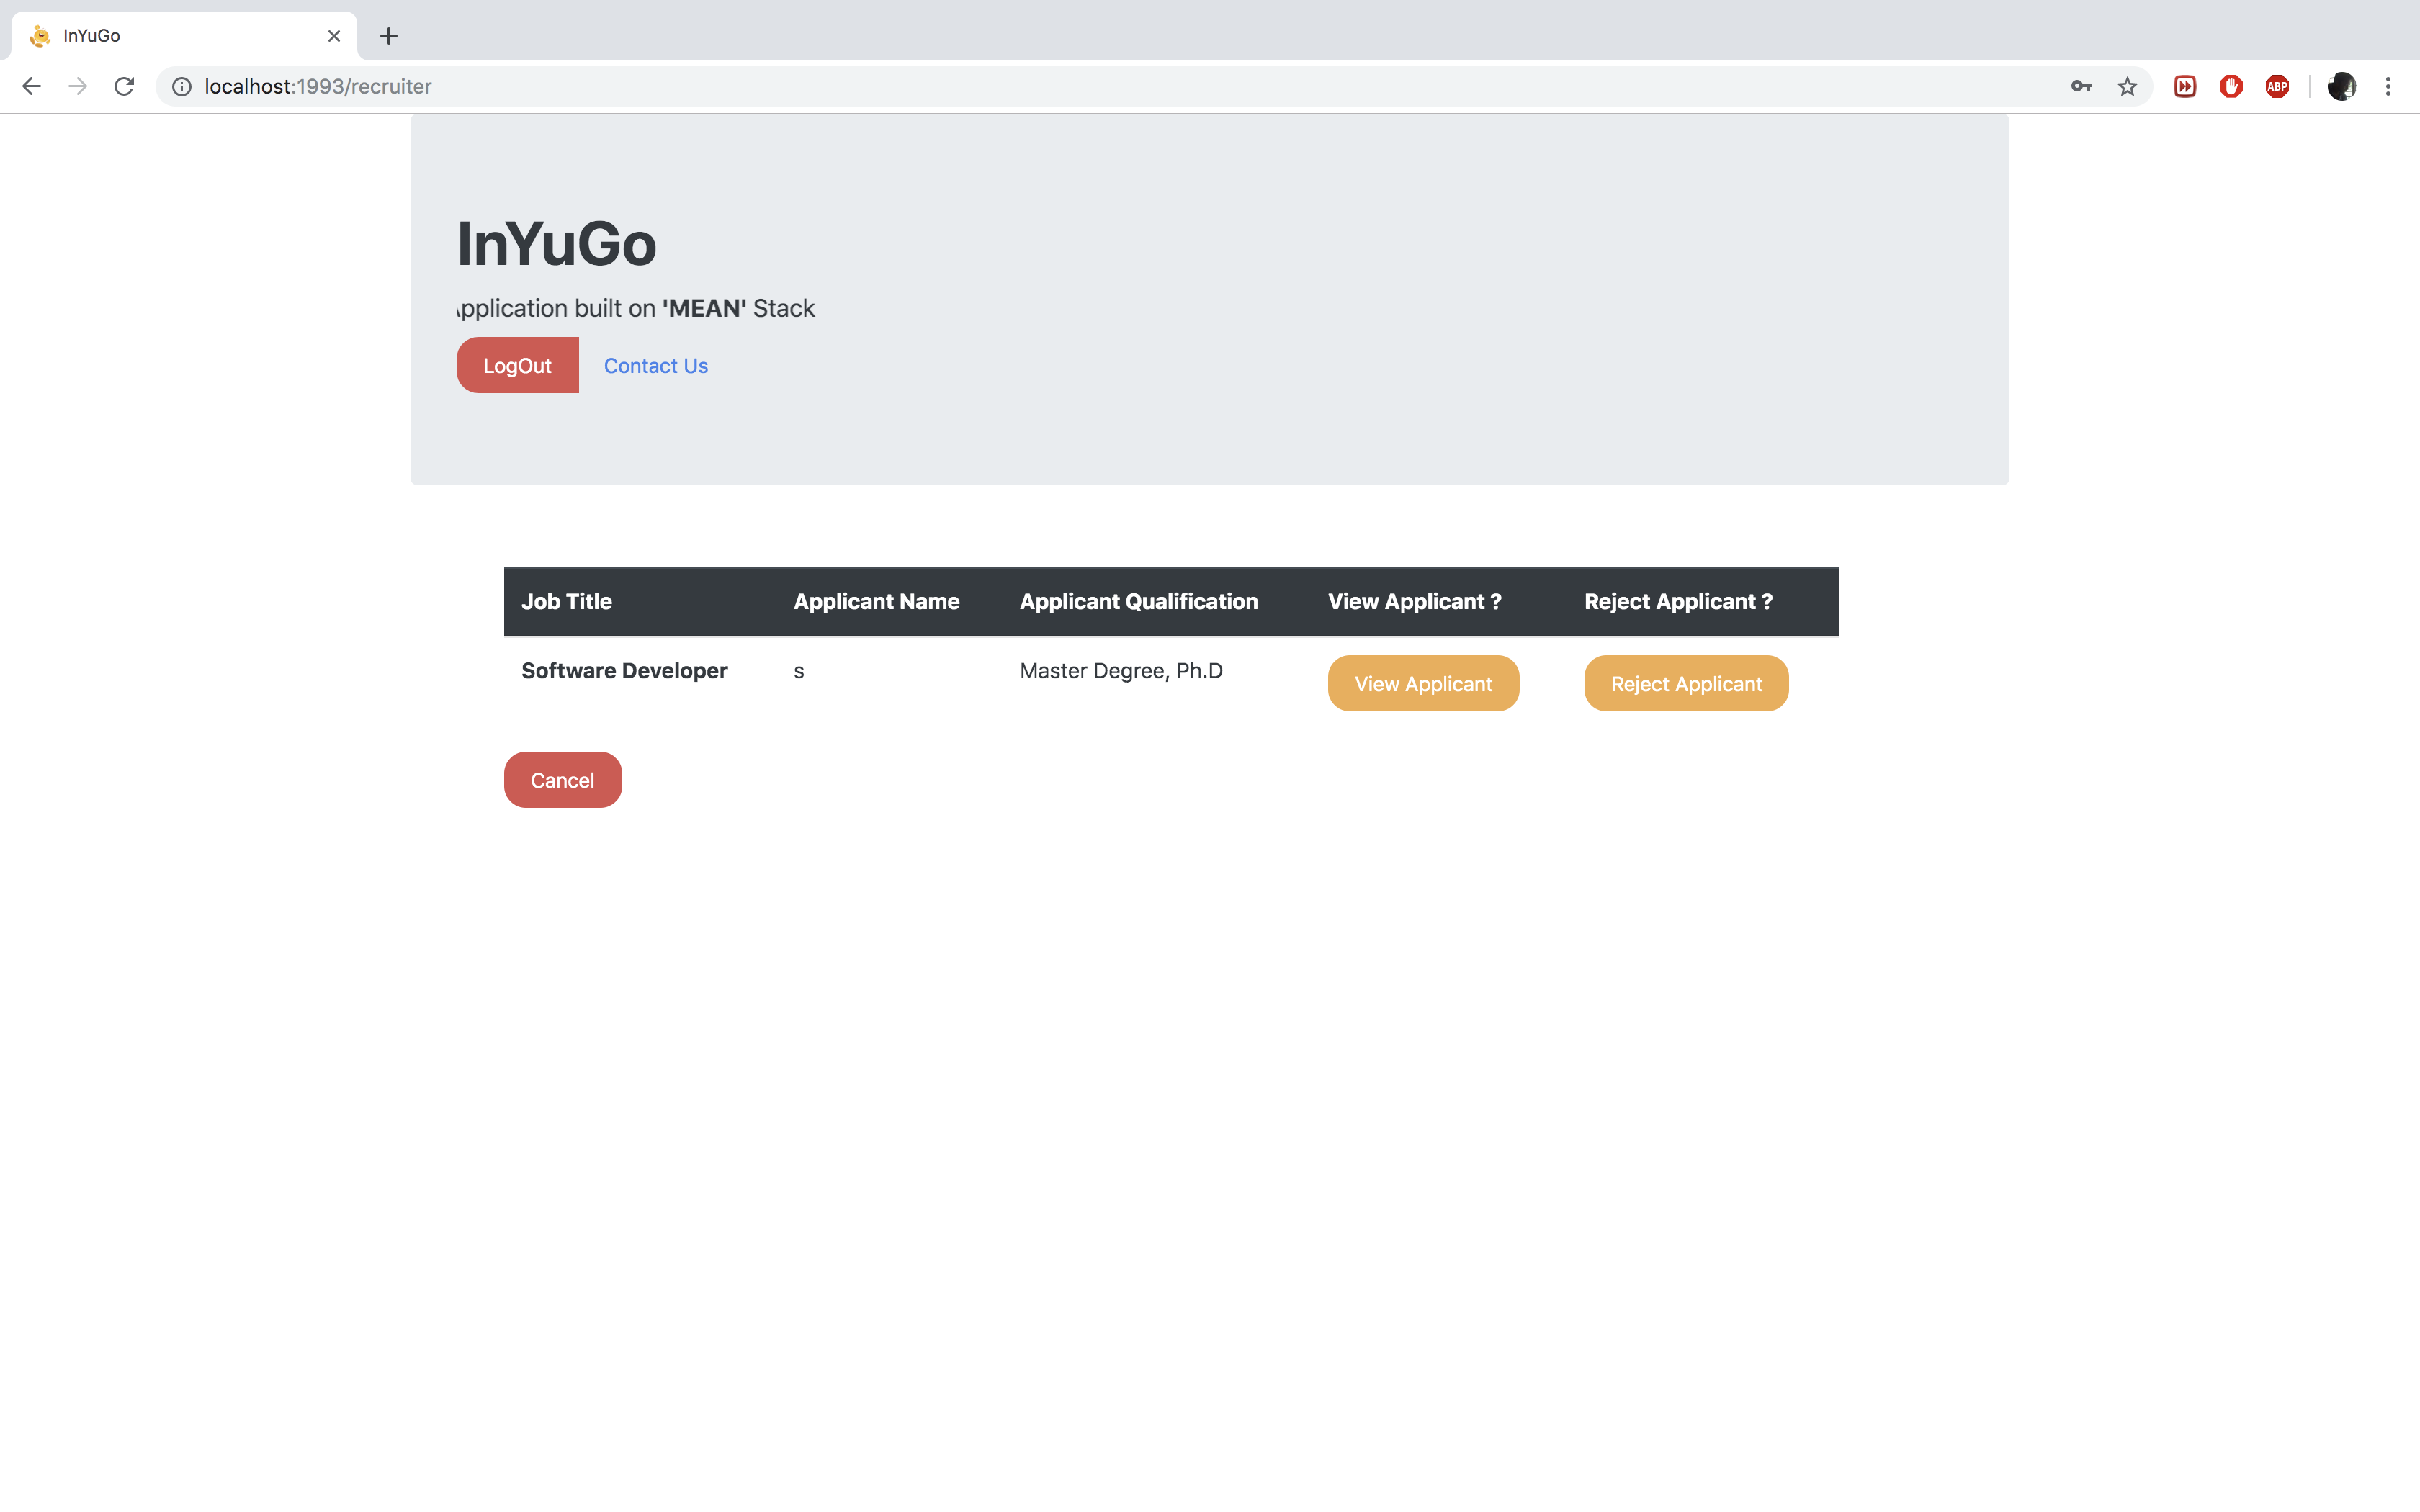 InYuGo
localhost:1993/recruiter
ABP
InYuGo
pplication built on 'MEAN' Stack
LogOut Contact Us
Job Title Applicant Name Applicant Qualification View Applicant ? Reject Applicant ?
Software Developer s Master Degree, Ph.D View Applicant Reject Applicant
Cancel